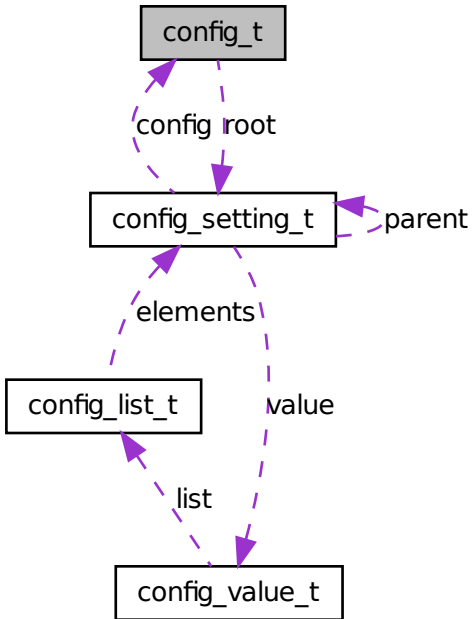 config_t
config root
config_setting_t
parent
elements
config_list_t
value
list
config_value_t